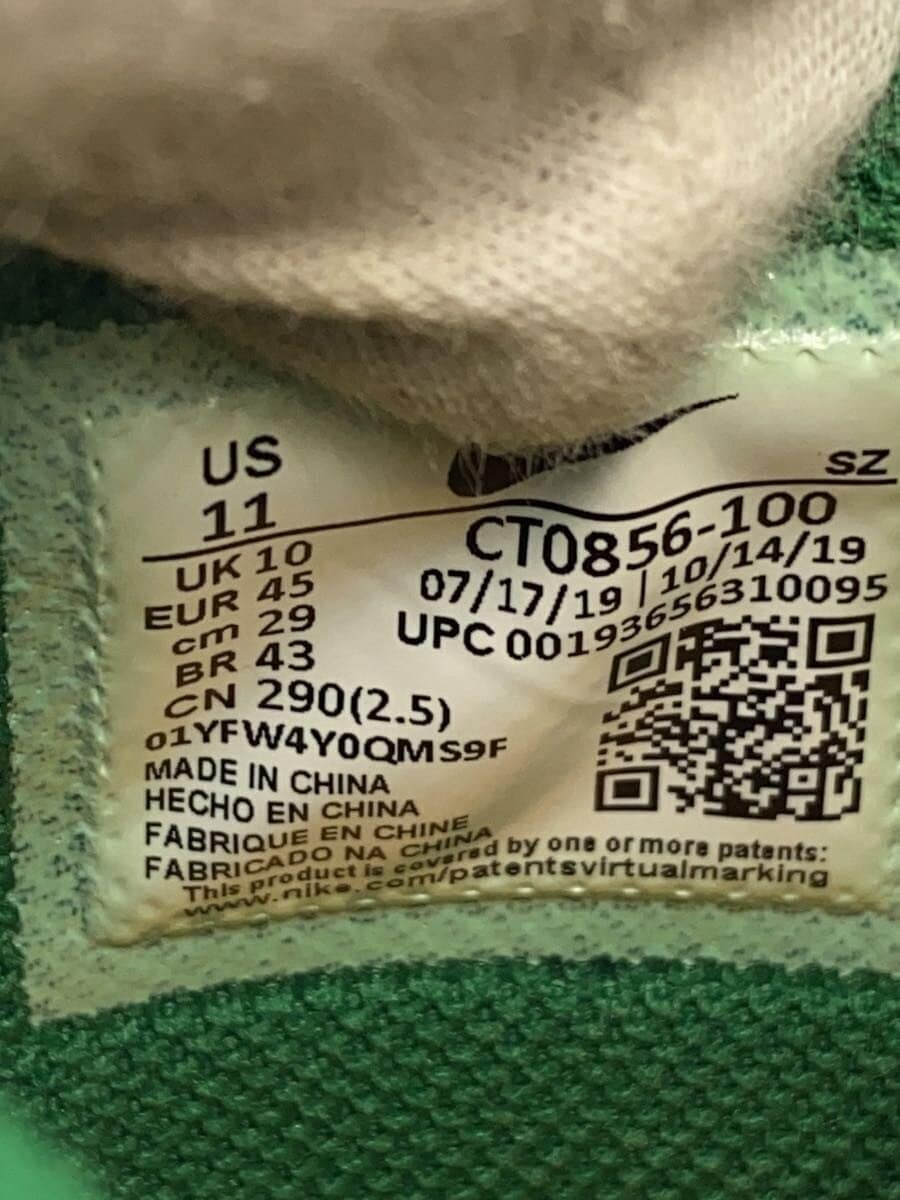 US
11
SZ
UK 10
EUR 45
cm 29
BR 43
CN 290(2.5)
CT0856-100
07/17/19 | 10/14/19
UPC 00193656310095
01YFW4Y0QMS9F
MADE IN CHINA
HECHO EN CHINA
FABRIQUE EN CHINE
FABRICADO NA CHINA
This product is covered by one or more patents:
www.nike.com/patentsvirtualmarking